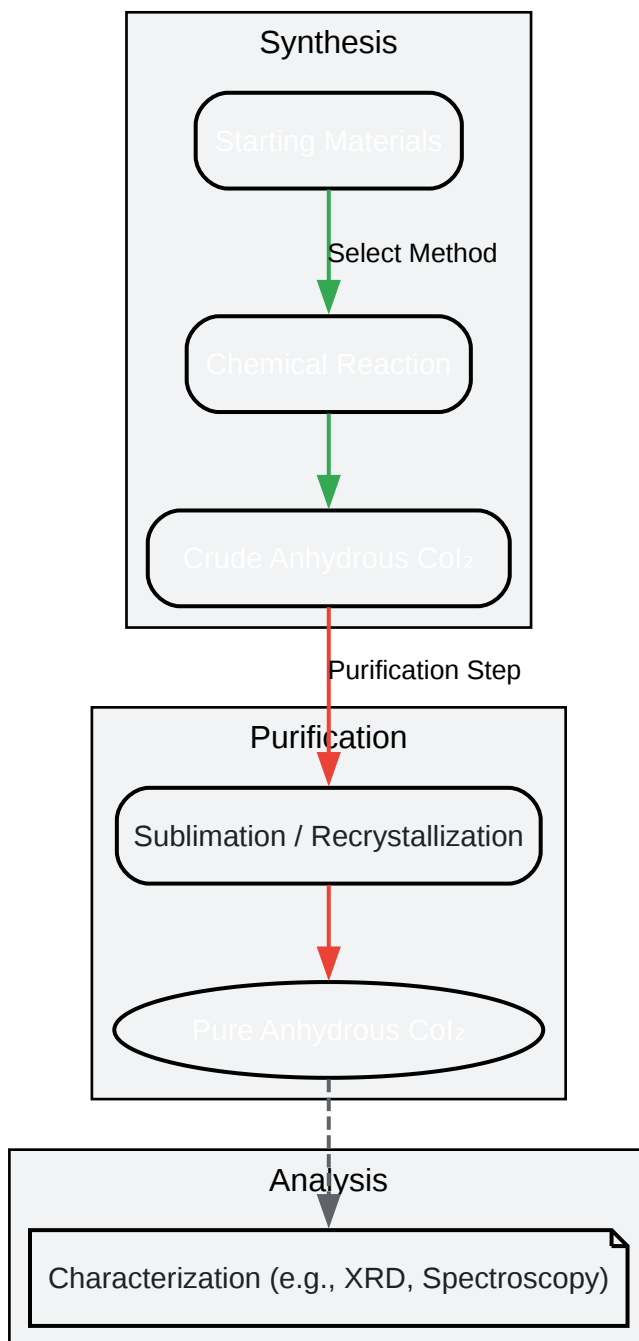 Synthesis
Starting Materials
Select Method
Chemical Reaction
Crude Anhydrous CoI₂
Purification Step
Purification
Sublimation / Recrystallization
Pure Anhydrous CoI₂
Analysis
Characterization (e.g., XRD, Spectroscopy)